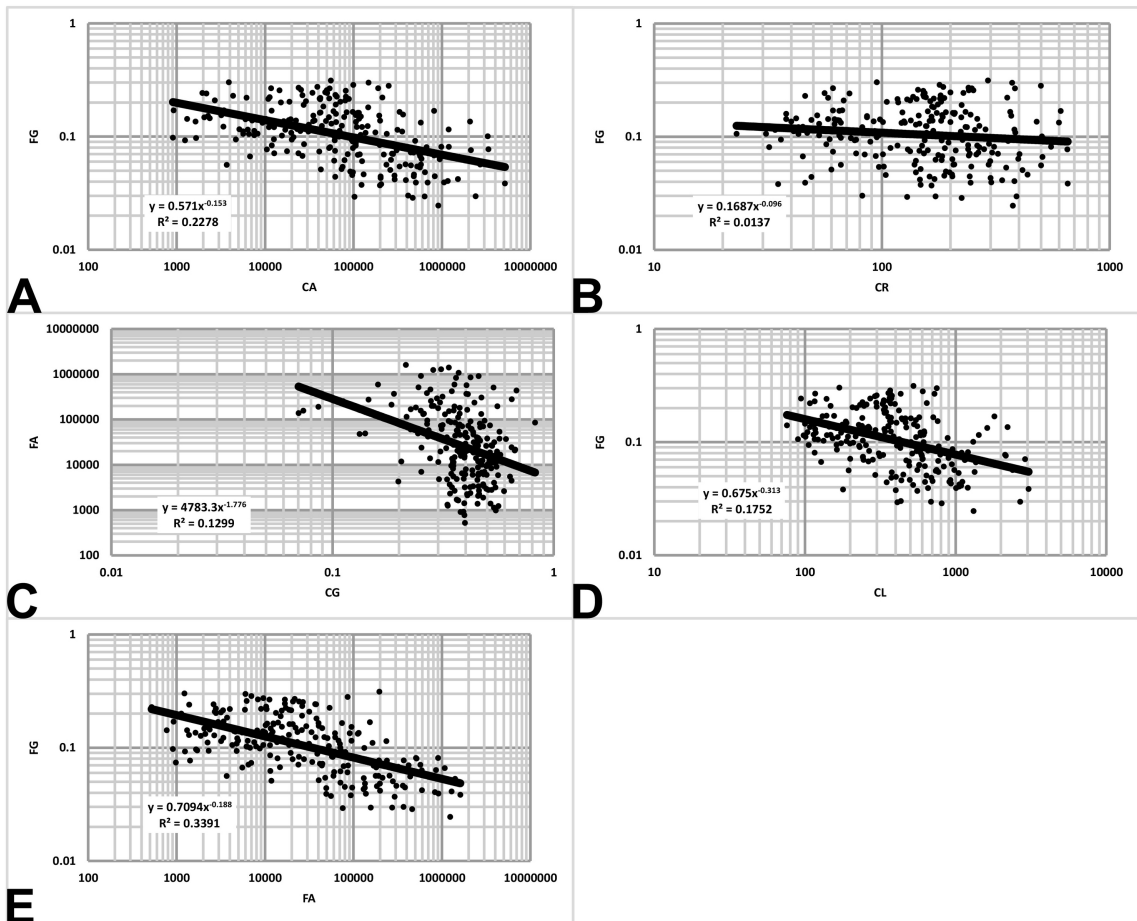 1
FG
0.1
y = 0.571x^-0.153
R² = 0.2278
0.01
100 1000 10000 100000 1000000 10000000
CA
A
1
FG
0.1
y = 0.1687x^-0.096
R² = 0.0137
0.01
10 100 1000
CR
B
10000000
1000000
100000
FA
10000
1000
y = 4783.3x^-1.776
R² = 0.1299
100
0.01 0.1 1
CG
C
1
FG
0.1
y = 0.675x^-0.313
R² = 0.1752
0.01
10 100 1000 10000
CL
D
1
FG
0.1
y = 0.7094x^-0.188
R² = 0.3391
0.01
100 1000 10000 100000 1000000 10000000
FA
E